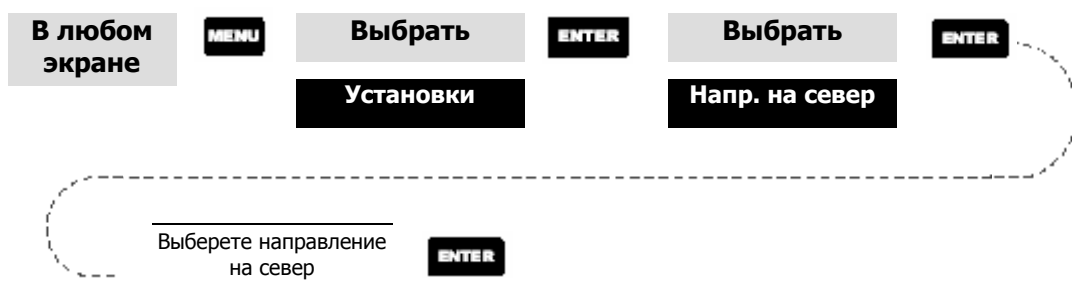 В любом
экране
MENU
Выбрать
Установки
ENTER
Выбрать
Напр. на север
ENTER
Выберете направление
на север
ENTER